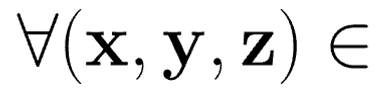 ∀(x, y, z) ∈